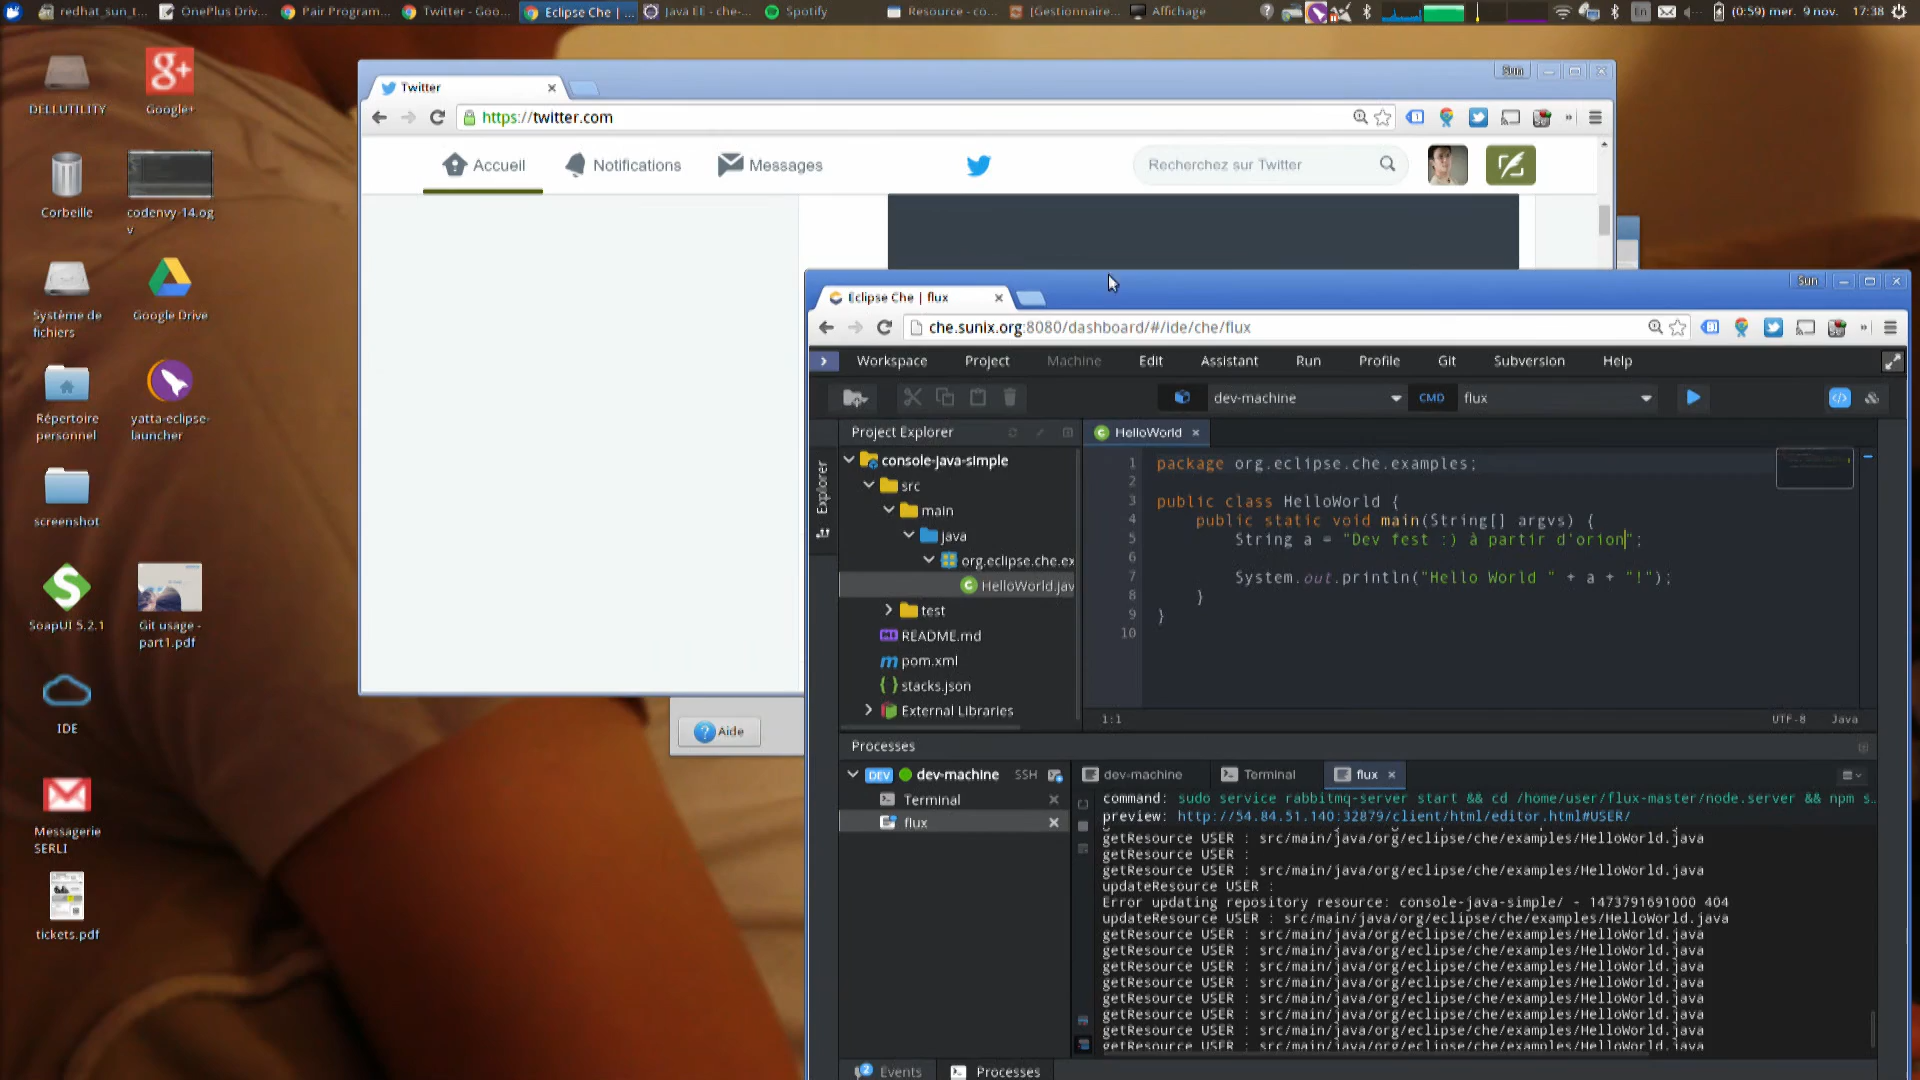 redhat_sun_t...
OnePlus Driv...
Pair Program...
Twitter - Goo...
Eclipse Che | ...
Java EE - che-...
Spotify
Resource - co...
[Gestionnaire...
Affichage
En
(0:59) mer. 9 nov. 17:38
DELLUTILITY
Google+
Corbeille
codenvy-14.og
v
Système de
fichiers
Google Drive
Répertoire
personnel
yatta-eclipse-
launcher
screenshot
SoapUI 5.2.1
Git usage -
part1.pdf
IDE
Messagerie
SERLI
tickets.pdf
Sun
Twitter
https://twitter.com
Accueil
Notifications
Messages
Recherchez sur Twitter
Aide
Sun
Eclipse Che | flux
che.sunix.org:8080/dashboard/#/ide/che/flux
Workspace
Project
Machine
Edit
Assistant
Run
Profile
Git
Subversion
Help
dev-machine
CMD
flux
Explorer
Project Explorer
console-java-simple
src
main
java
org.eclipse.che.ex
HelloWorld.jav
test
README.md
pom.xml
stacks.json
External Libraries
HelloWorld
1 package org.eclipse.che.examples;
2
3 public class HelloWorld {
4 public static void main(String[] argvs) {
5 String a = "Dev fest :) à partir d'orion";
6
7 System.out.println("Hello World " + a + "!");
8 }
9 }
10
1:1
UTF-8
Java
Processes
DEV dev-machine SSH
Terminal
flux
dev-machine
Terminal
flux
command: sudo service rabbitmq-server start && cd /home/user/flux-master/node.server && npm s...
preview: http://54.84.51.140:32879/client/html/editor.html#USER/
getResource USER : src/main/java/org/eclipse/che/examples/HelloWorld.java
getResource USER :
getResource USER : src/main/java/org/eclipse/che/examples/HelloWorld.java
updateResource USER :
Error updating repository resource: console-java-simple/ - 1473791691000 404
updateResource USER : src/main/java/org/eclipse/che/examples/HelloWorld.java
getResource USER : src/main/java/org/eclipse/che/examples/HelloWorld.java
getResource USER : src/main/java/org/eclipse/che/examples/HelloWorld.java
getResource USER : src/main/java/org/eclipse/che/examples/HelloWorld.java
getResource USER : src/main/java/org/eclipse/che/examples/HelloWorld.java
getResource USER : src/main/java/org/eclipse/che/examples/HelloWorld.java
getResource USER : src/main/java/org/eclipse/che/examples/HelloWorld.java
getResource USER : src/main/java/org/eclipse/che/examples/HelloWorld.java
getResource USER : src/main/java/org/eclipse/che/examples/HelloWorld.java
2 Events
Processes